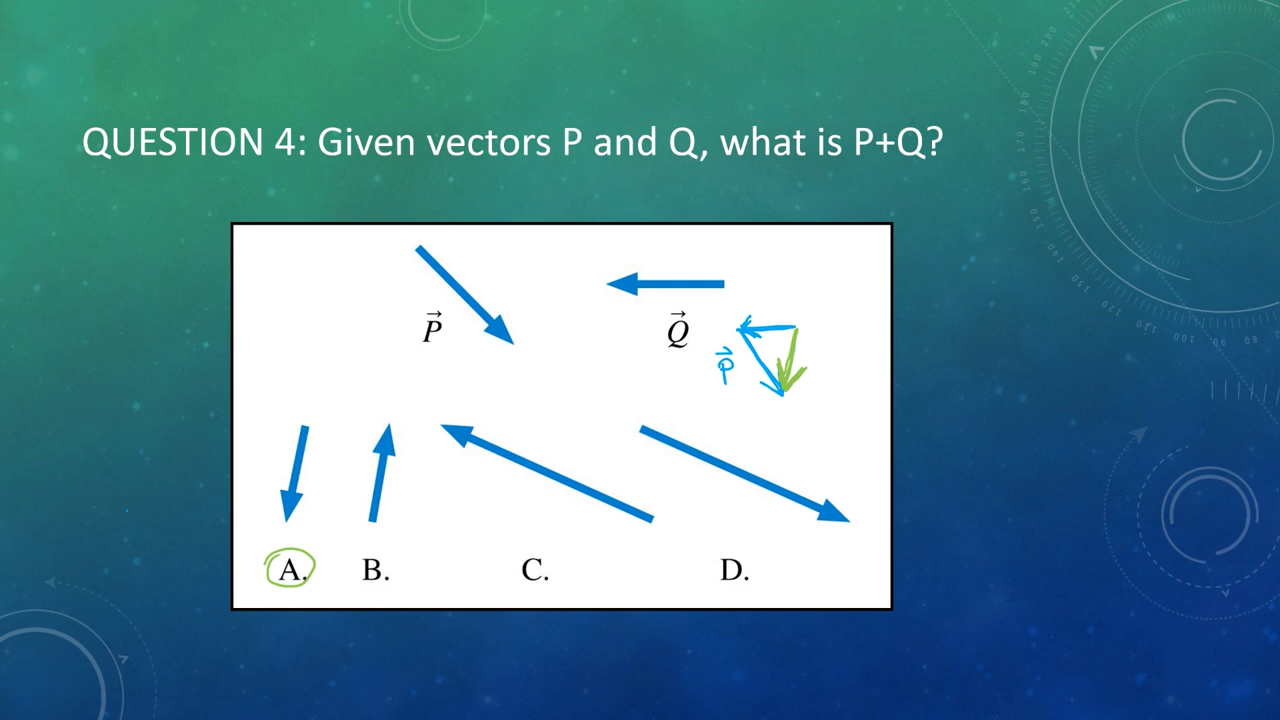 QUESTION 4: Given vectors P and Q, what is P+Q?
P⃗
Q⃗
P⃗
A.
B.
C.
D.